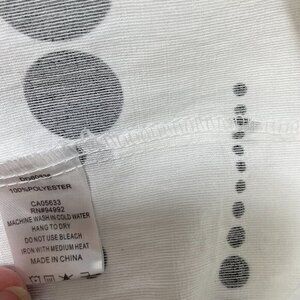 100%POLYESTER
CA05633
RN#94992
MACHINE WASH IN COLD WATER
HANG TO DRY
DO NOT USE BLEACH
IRON WITH MEDIUM HEAT
MADE IN CHINA